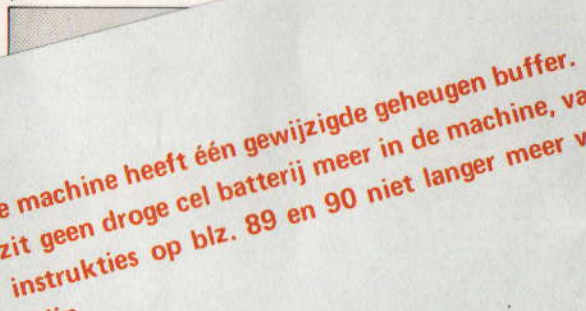 e machine heeft één gewijzigde geheugen buffer.
zit geen droge cel batterij meer in de machine, va
instrukties op blz. 89 en 90 niet langer meer v